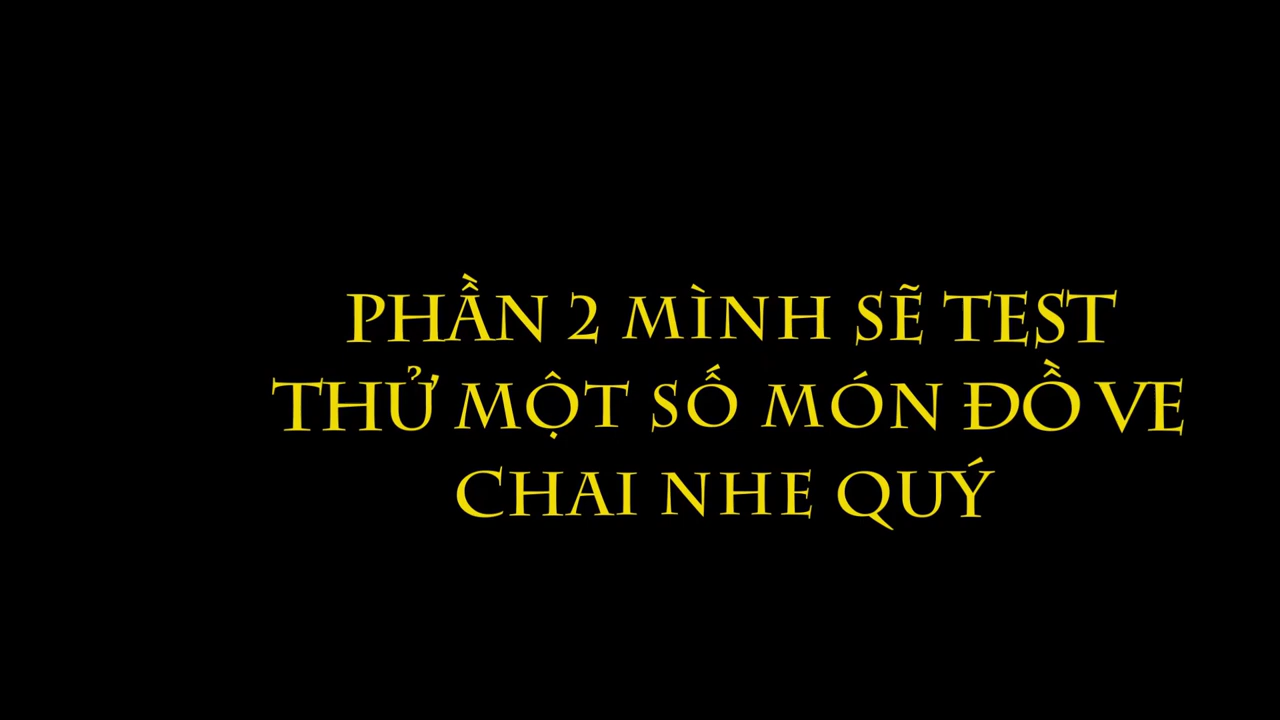 PHẦN 2 MÌNH SẼ TEST
THỬ MỘT SỐ MÓN ĐỒ VE
CHAI NHE QUÝ